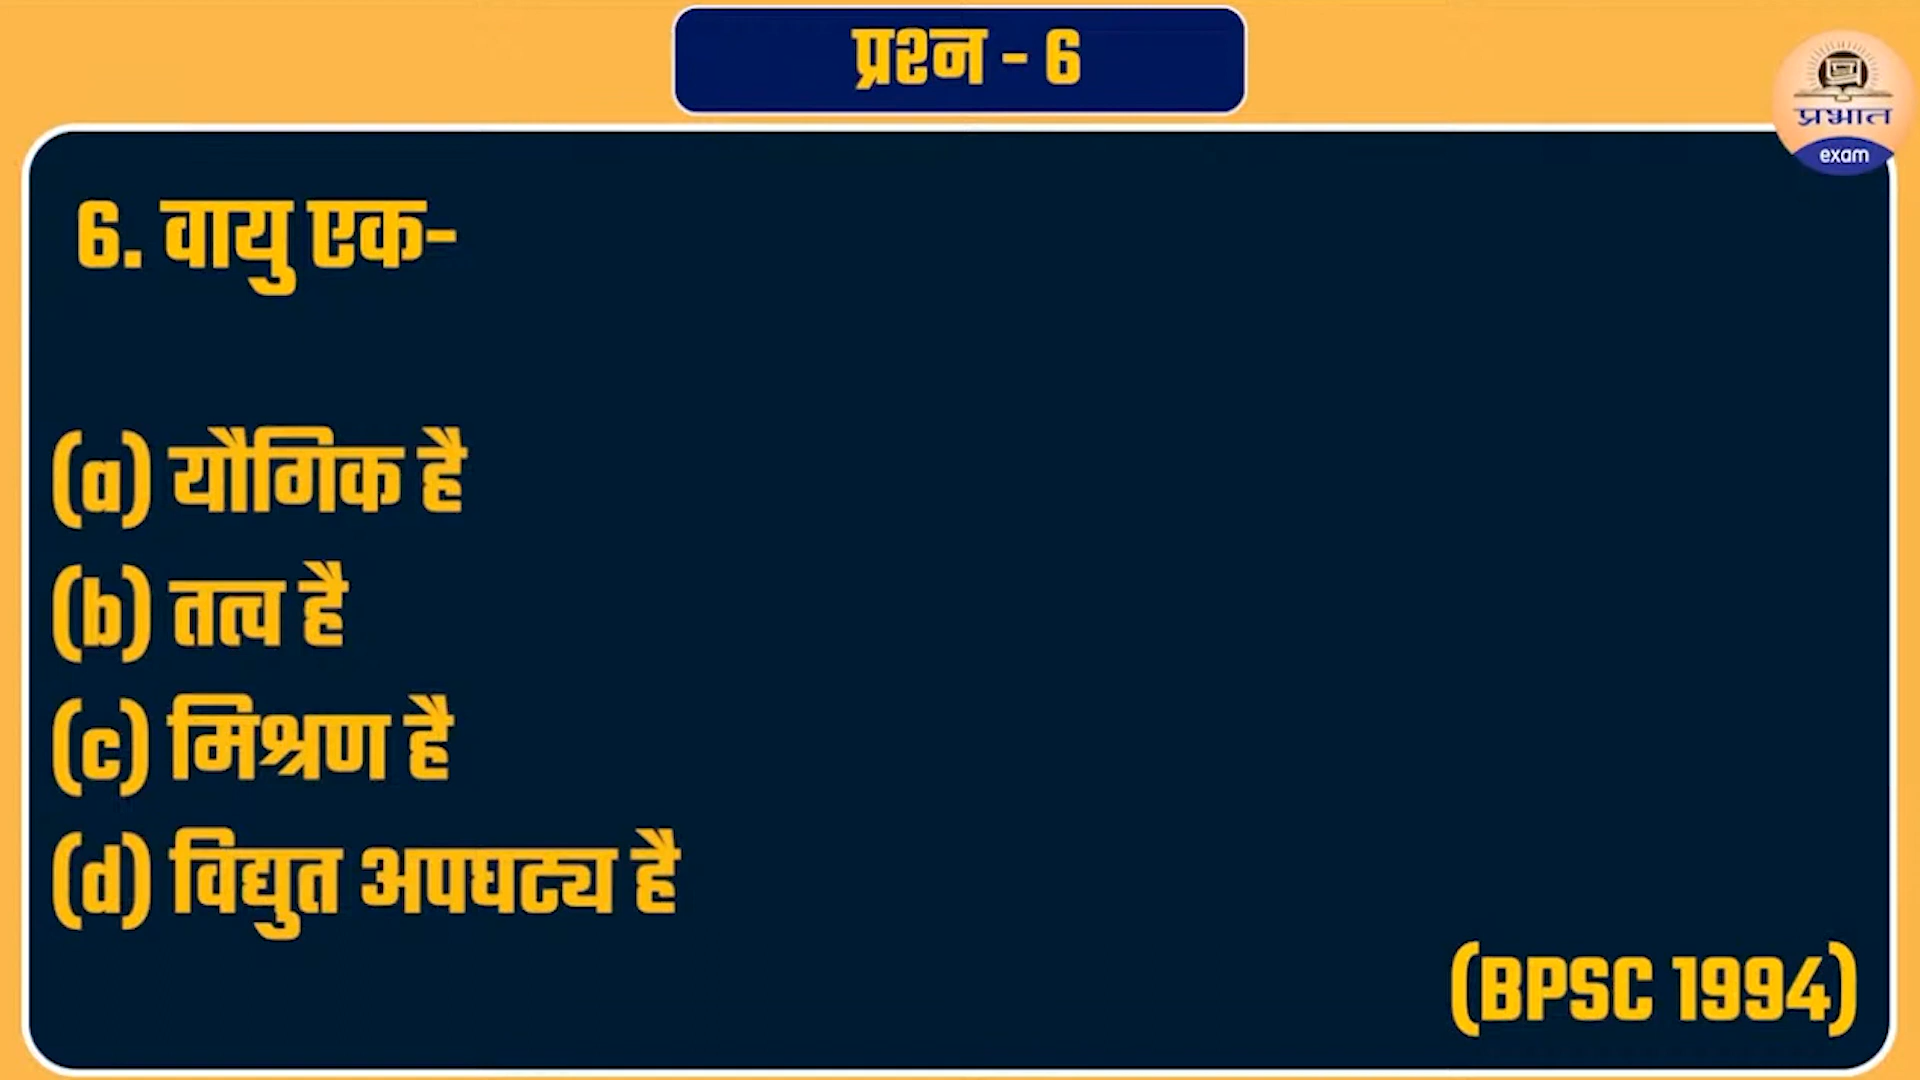 प्रश्न - 6
प्रभात
exam
6. वायु एक-
(a) यौगिक है
(b) तत्व है
(c) मिश्रण है
(d) विद्युत अपघट्य है
(BPSC 1994)